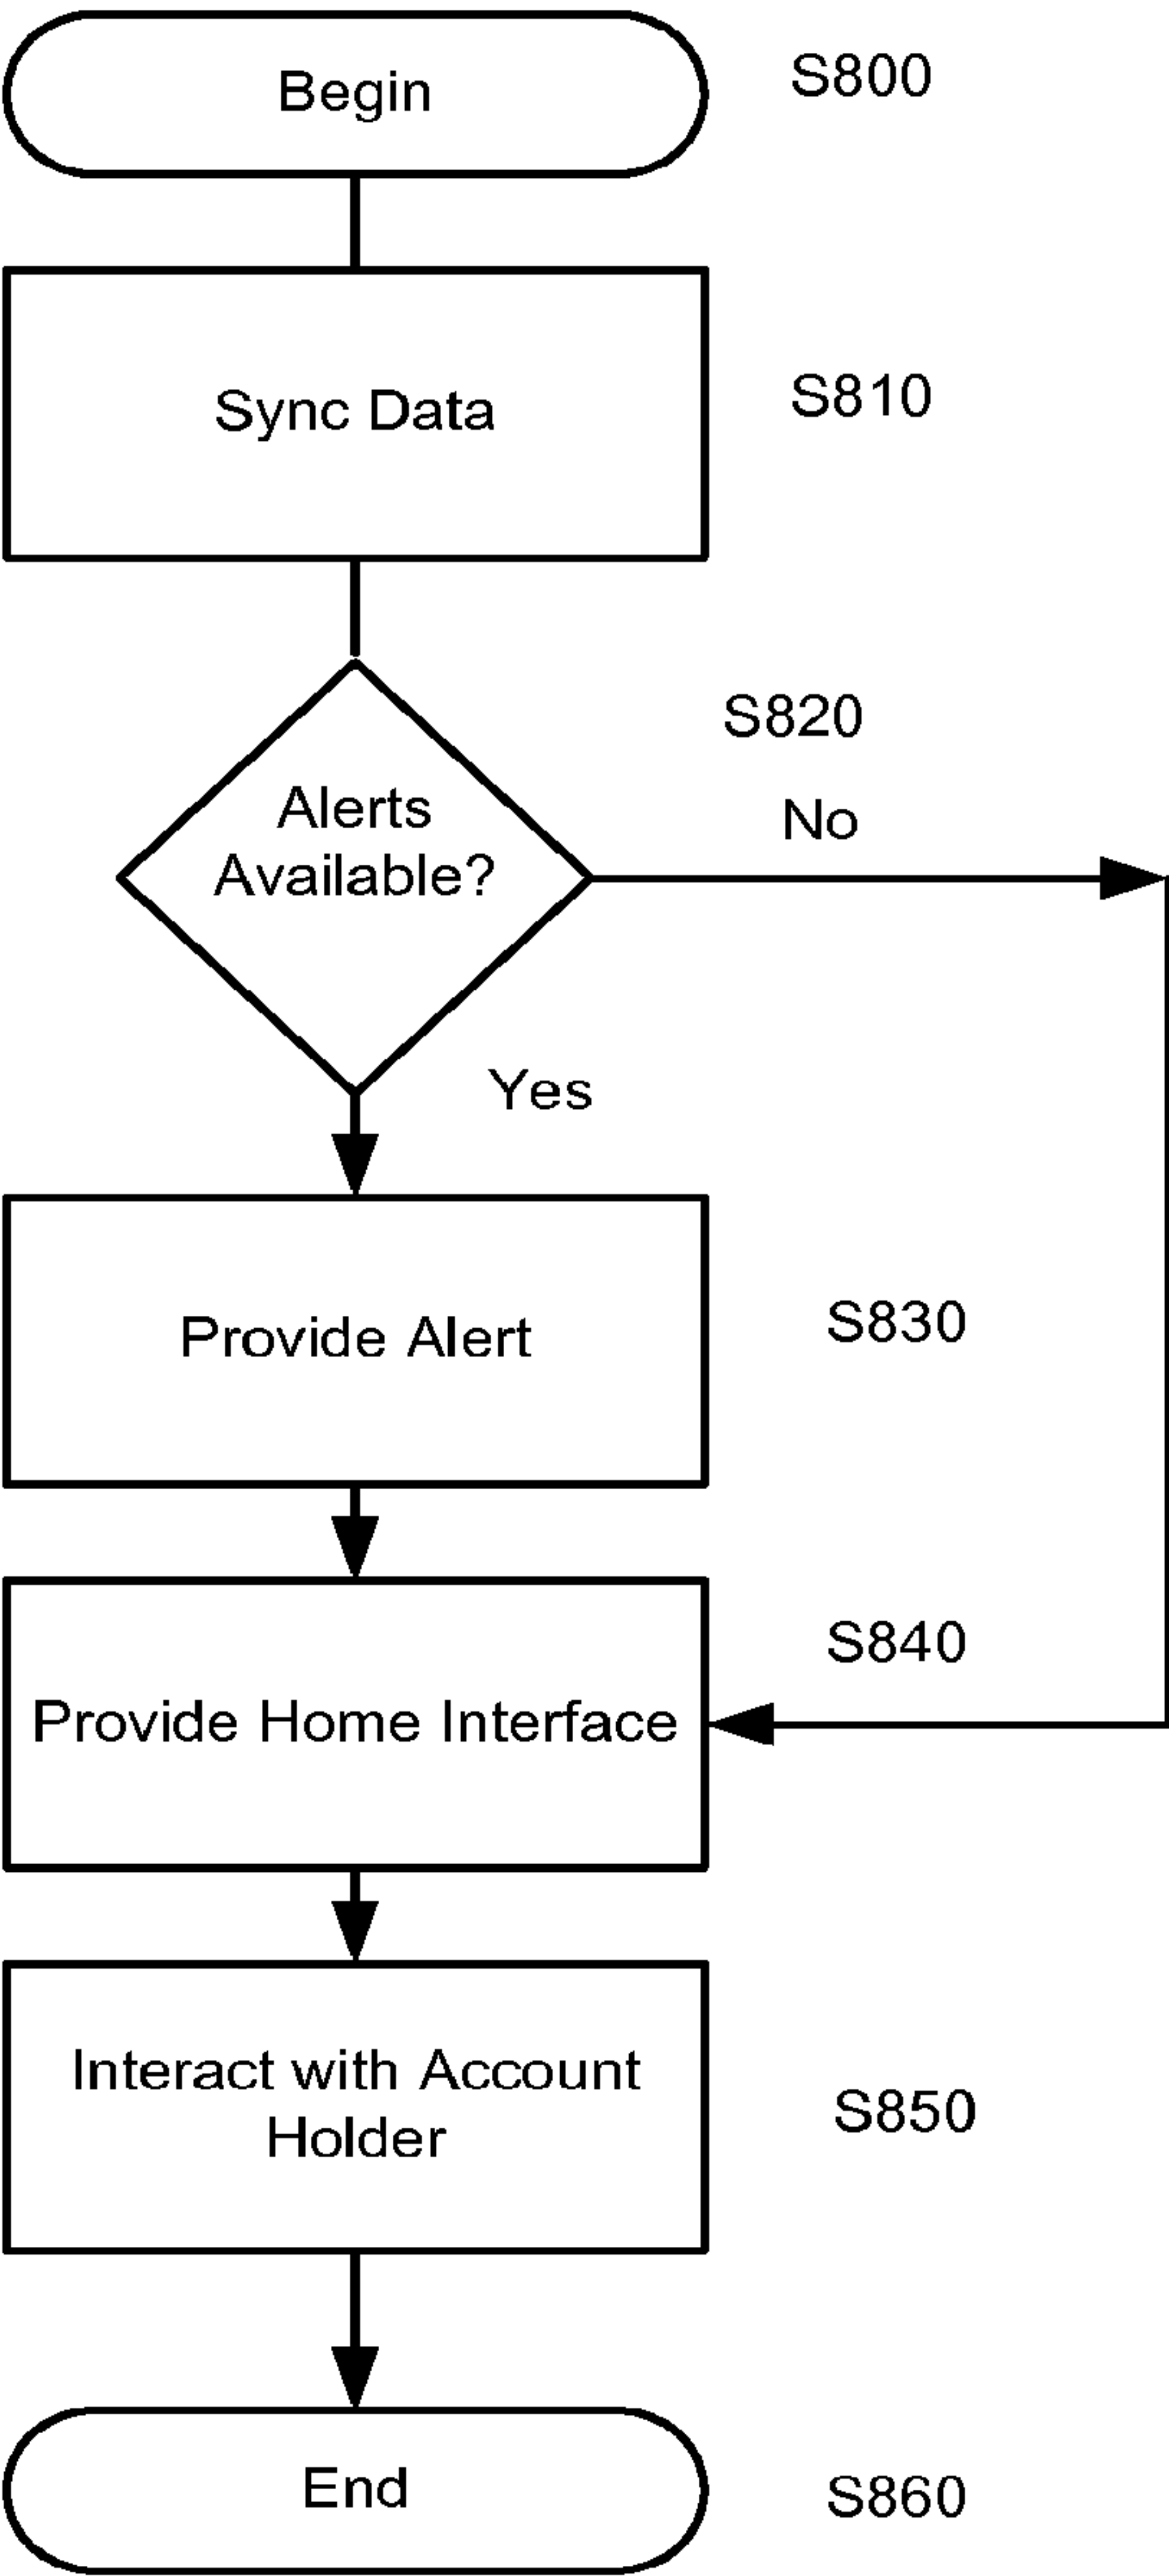 Begin
S800
Sync Data
S810
S820
Alerts
Available?
No
Yes
Provide Alert
S830
S840
Provide Home Interface
Interact with Account
Holder
S850
End
S860